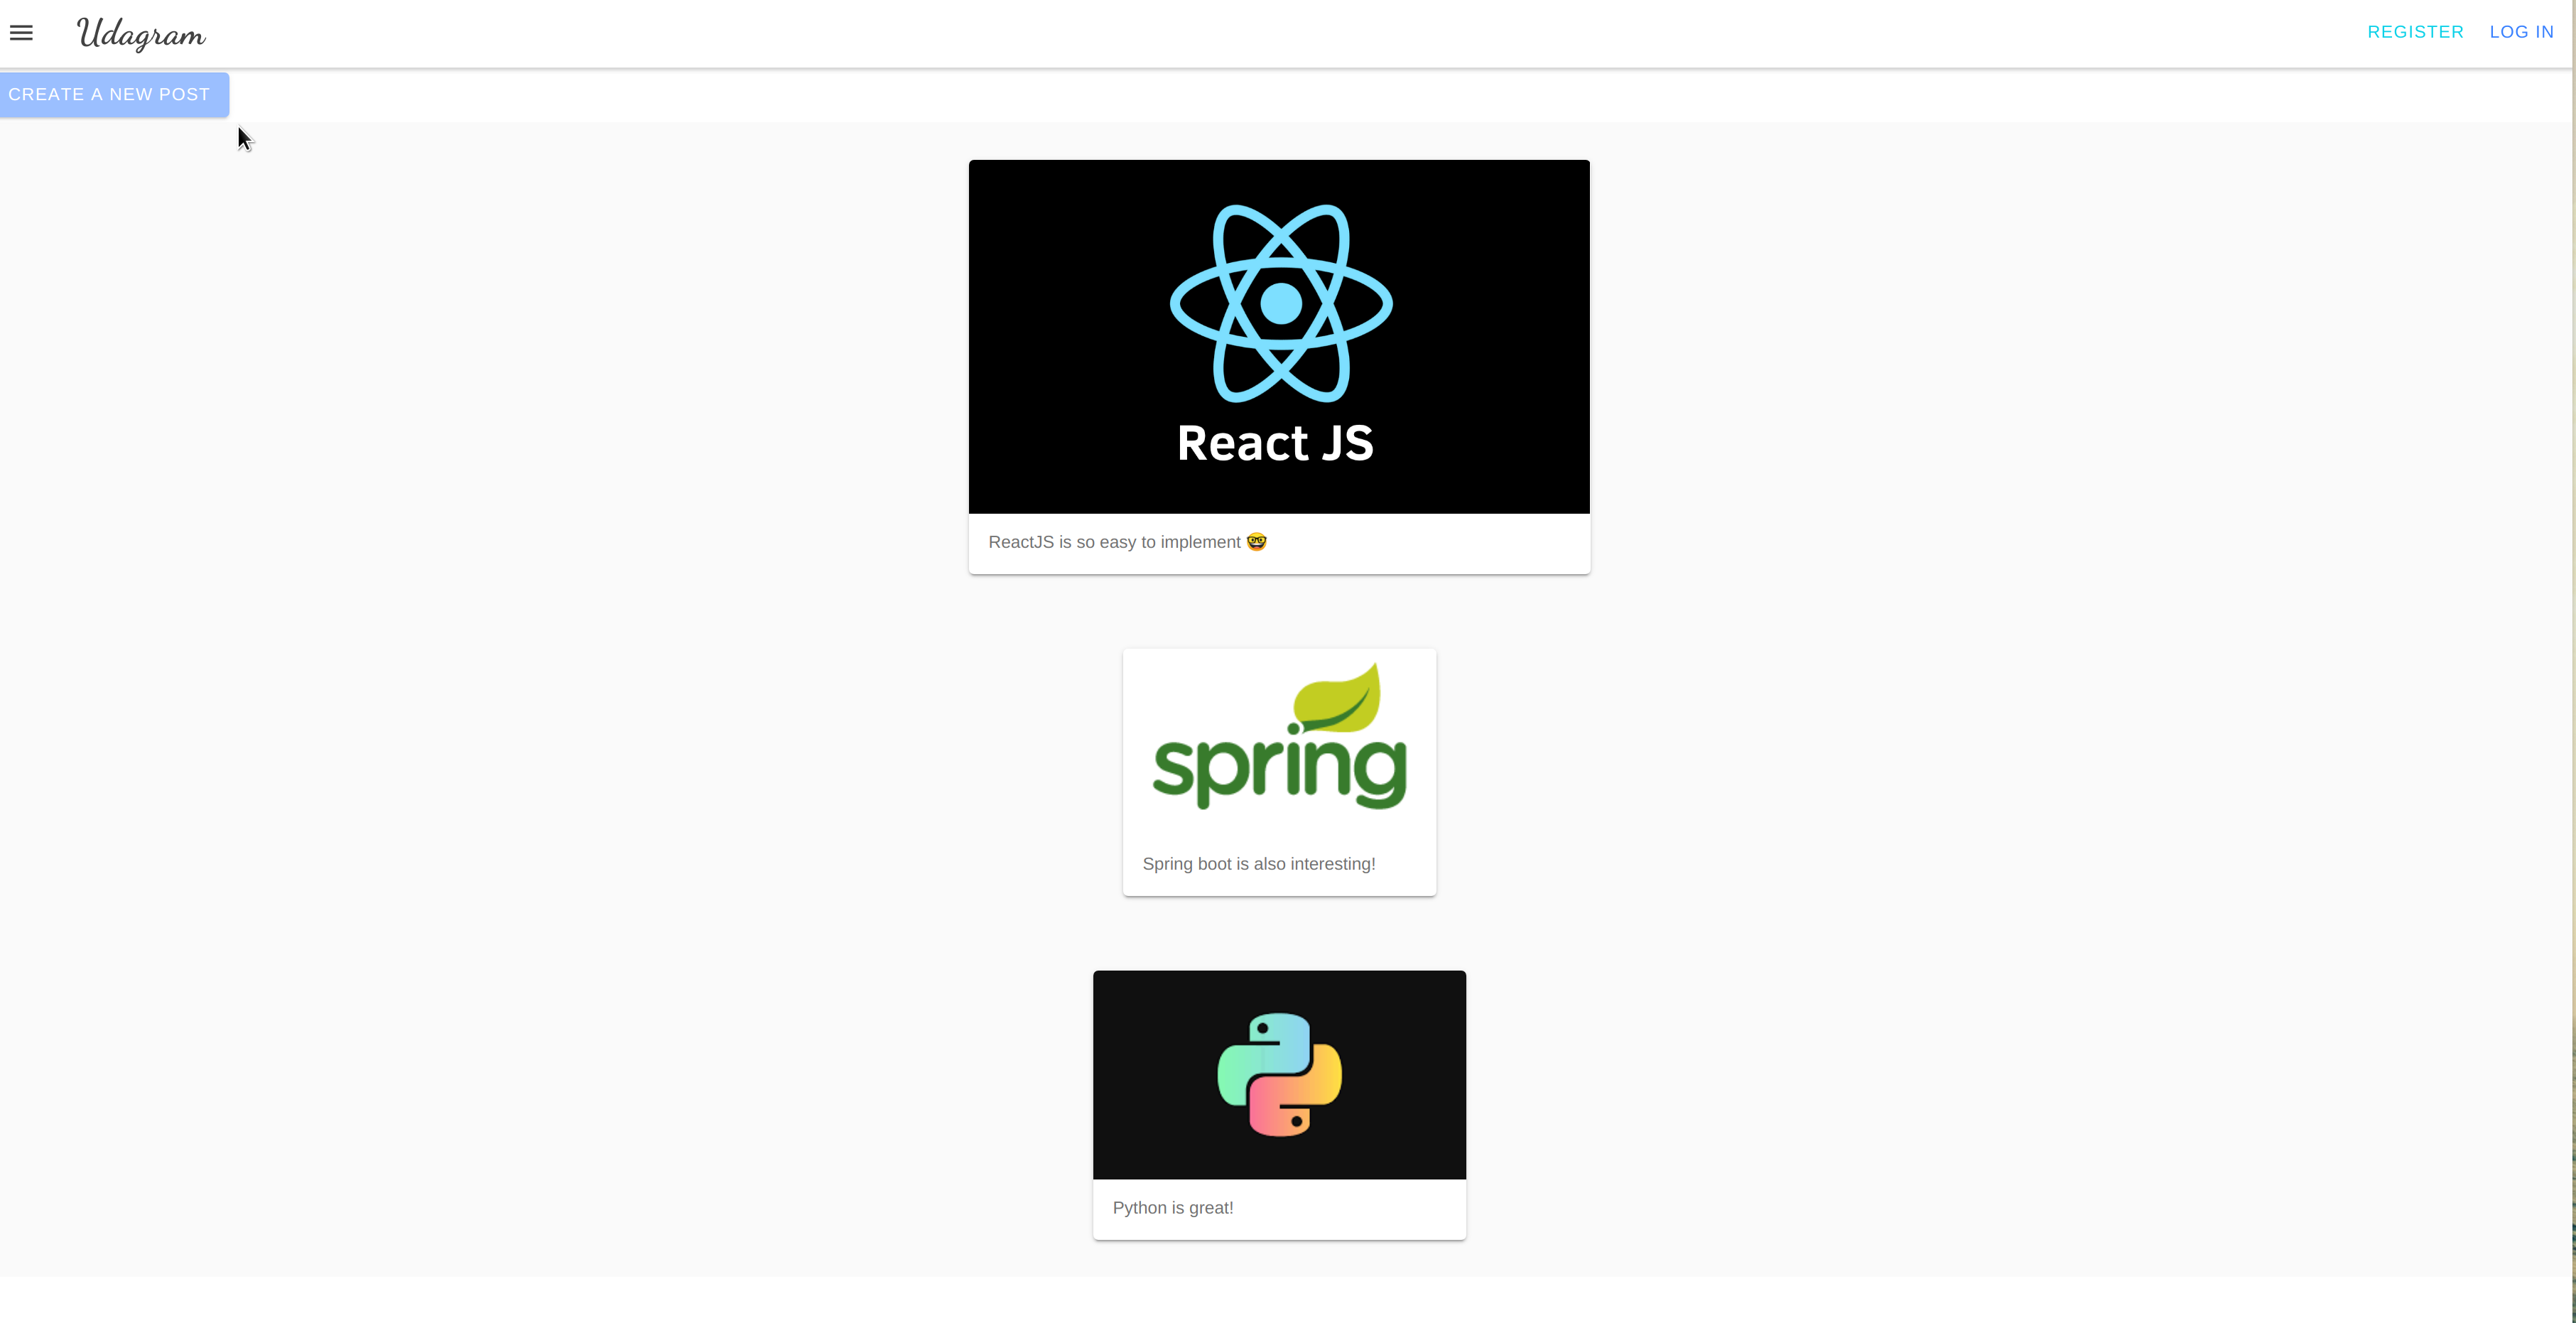 Udagram
REGISTER LOG IN
CREATE A NEW POST
React JS
ReactJS is so easy to implement 🤓
spring
Spring boot is also interesting!
Python is great!